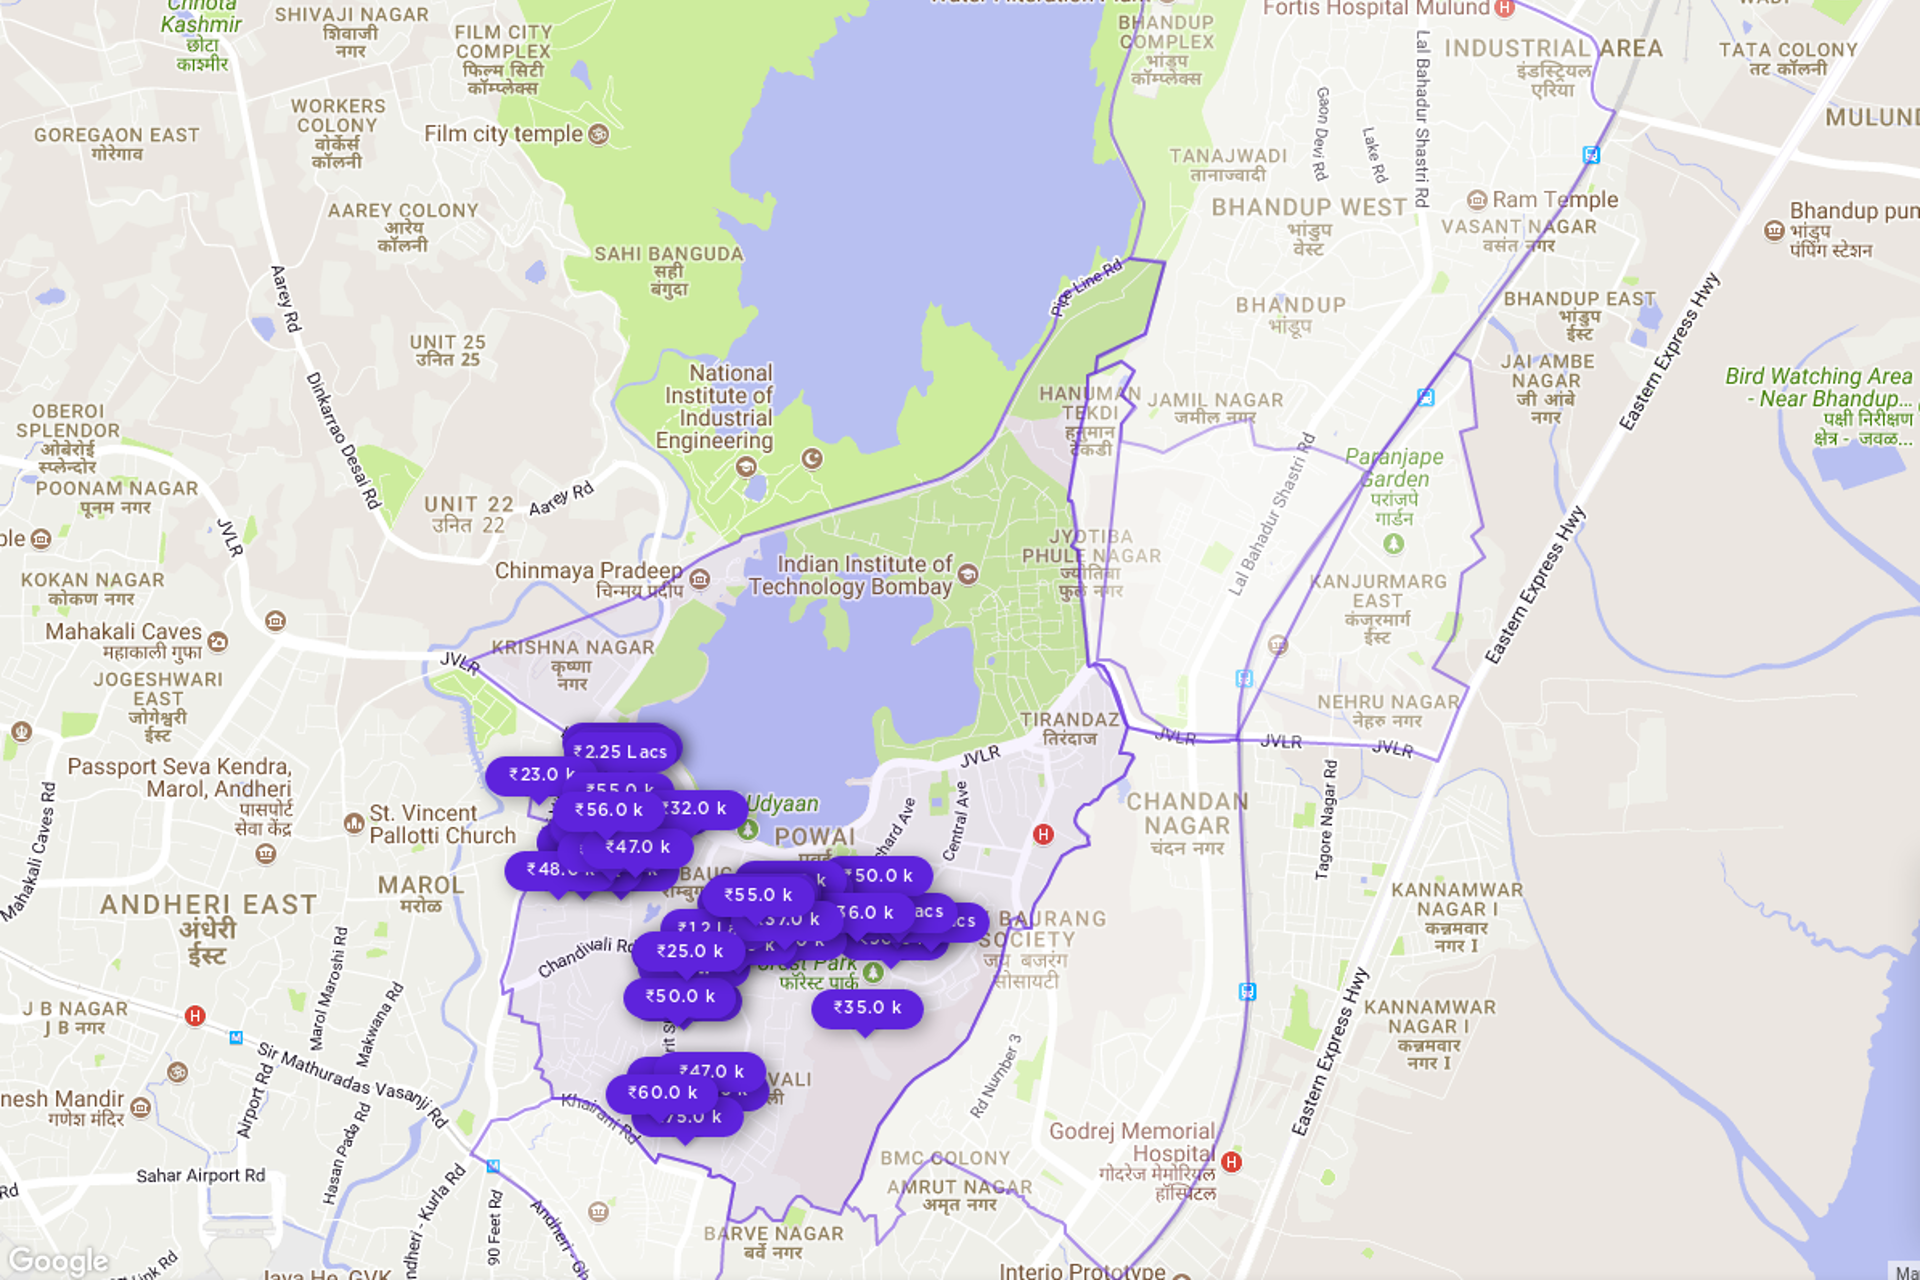 Chhota
Kashmir
छोटा
काश्मीर
SHIVAJI NAGAR
शिवाजी
नगर
FILM CITY
COMPLEX
फिल्म सिटी
कॉम्प्लेक्स
WORKERS
COLONY
वोर्केर्स
कॉलनी
Film city temple
GOREGAON EAST
गोरेगाव
AAREY COLONY
आरेय
कॉलनी
SAHI BANGUDA
सही
बंगुदा
Aarey Rd
UNIT 25
उनित 25
Dinkarrao Desai Rd
OBEROI
SPLENDOR
ओबेरोई
स्प्लेन्दोर
POONAM NAGAR
पूनम नगर
JVLR
UNIT 22
उनित 22
Aarey Rd
National
Institute of
Industrial
Engineering
BHANDUP
COMPLEX
भांडुप
कॉम्प्लेक्स
Fortis Hospital Mulund
Lal Bahadur Shastri Rd
INDUSTRIAL AREA
इंडस्ट्रियल
एरिया
TATA COLONY
तट कॉलनी
MULUND
Gaon Devi Rd
Lake Rd
TANAJWADI
तानाज्वादी
BHANDUP WEST
भांडुप
वेस्ट
Ram Temple
VASANT NAGAR
वसंत नगर
Bhandup pun
भांडुप
पंपिंग स्टेशन
Pipe Line Rd
BHANDUP
भांडूप
BHANDUP EAST
भांडुप
ईस्ट
Eastern Express Hwy
JAI AMBE
NAGAR
जी आंबे
नगर
Bird Watching Area
- Near Bhandup...
पक्षी निरीक्षण
क्षेत्र - जवळ...
HANUMAN
TEKDI
हनुमान
टेकडी
JAMIL NAGAR
जमील नगर
Lal Bahadur Shastri Rd
Paranjape
Garden
परांजपे
गार्डन
Eastern Express Hwy
JYOTIBA
PHULE NAGAR
ज्योतिबा
फुले नगर
KANJURMARG
EAST
कंजुरमार्ग
ईस्ट
Chinmaya Pradeep
चिन्मय प्रदीप
Indian Institute of
Technology Bombay
KOKAN NAGAR
कोकण नगर
Mahakali Caves
महाकाली गुफा
JVLR
KRISHNA NAGAR
कृष्णा
नगर
JOGESHWARI
EAST
जोगेश्वरी
ईस्ट
NEHRU NAGAR
नेहरु नगर
TIRANDAZ
तिरंदाज
JVLR
JVLR
JVLR
JVLR
Passport Seva Kendra,
Marol, Andheri
पासपोर्ट
सेवा केंद्र
St. Vincent
Pallotti Church
Mahakali Caves Rd
₹2.25 Lacs
₹23.0 k
₹55.0 k
₹56.0 k
₹32.0 k
₹47.0 k
Udyaan
POWAI
Central Ave
CHANDAN
NAGAR
चंदन नगर
Tagore Nagar Rd
MAROL
मरोळ
ANDHERI EAST
अंधेरी
ईस्ट
₹50.0 k
₹55.0 k
Chandivali Rd
₹25.0 k
BAJRANG
SOCIETY
जय बजरंग
सोसायटी
KANNAMWAR
NAGAR I
कन्नमवार
नगर I
Forest Park
फॉरेस्ट पार्क
₹50.0 k
₹35.0 k
KANNAMWAR
NAGAR I
कन्नमवार
नगर I
J B NAGAR
J B नगर
Marol Maroshi Rd
Makwana Rd
Sir Mathuradas Vasanji Rd
Airport Rd
Hasan Pada Rd
₹47.0 k
₹60.0 k
75.0 k
Khairani Rd
Rd Number 3
Eastern Express Hwy
nesh Mandir
गणेश मंदिर
Godrej Memorial
Hospital
गोदरेज मेमोरियल
हॉस्पिटल
BMC COLONY
AMRUT NAGAR
अमृत नगर
Sahar Airport Rd
90 Feet Rd
BARVE NAGAR
बर्वे नगर
Google
Interio Prototype